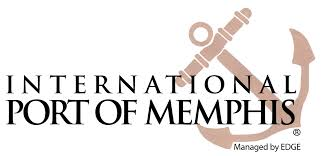 INTERNATIONAL
PORT OF MEMPHIS
®
Managed by EDGE